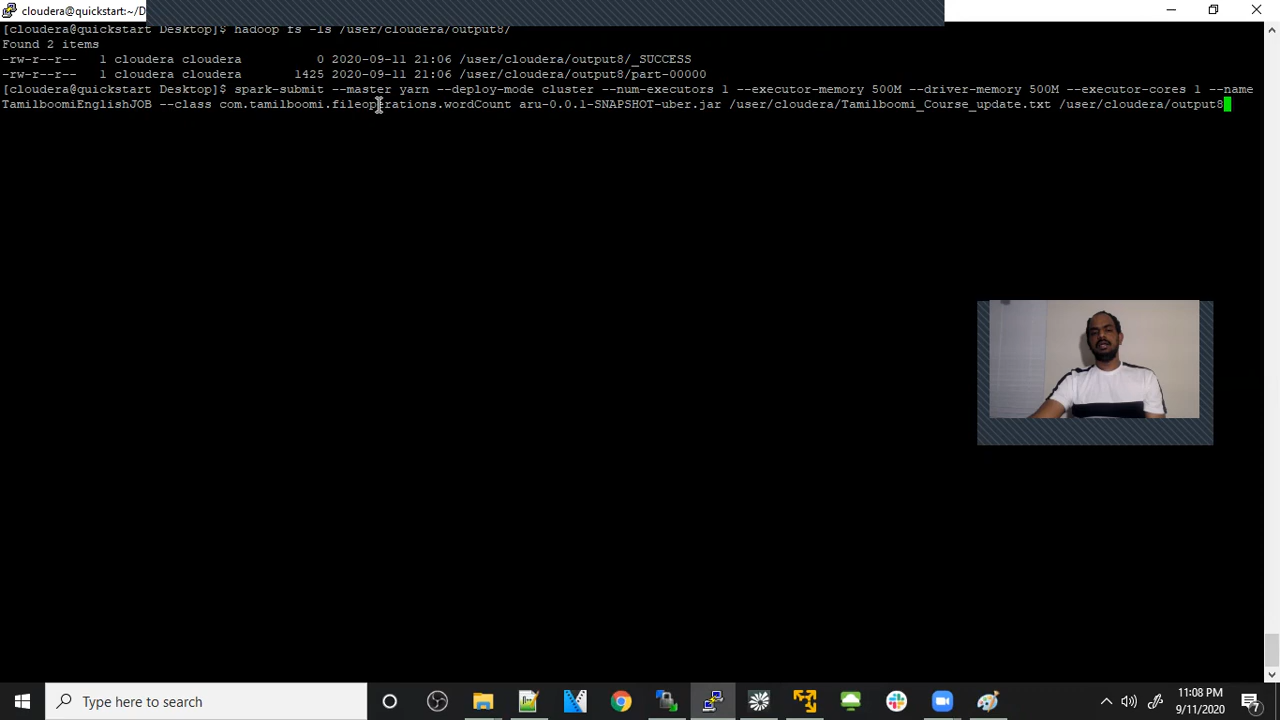 cloudera@quickstart:~/D
[cloudera@quickstart Desktop]$ hadoop fs -ls /user/cloudera/output8/
Found 2 items
-rw-r--r-- 1 cloudera cloudera 0 2020-09-11 21:06 /user/cloudera/output8/_SUCCESS
-rw-r--r-- 1 cloudera cloudera 1425 2020-09-11 21:06 /user/cloudera/output8/part-00000
[cloudera@quickstart Desktop]$ spark-submit --master yarn --deploy-mode cluster --num-executors 1 --executor-memory 500M --driver-memory 500M --executor-cores 1 --name
TamilboomiEnglishJOB --class com.tamilboomi.fileoperations.wordCount aru-0.0.1-SNAPSHOT-uber.jar /user/cloudera/Tamilboomi_Course_update.txt /user/cloudera/output8
Type here to search
11:08 PM
9/11/2020
7